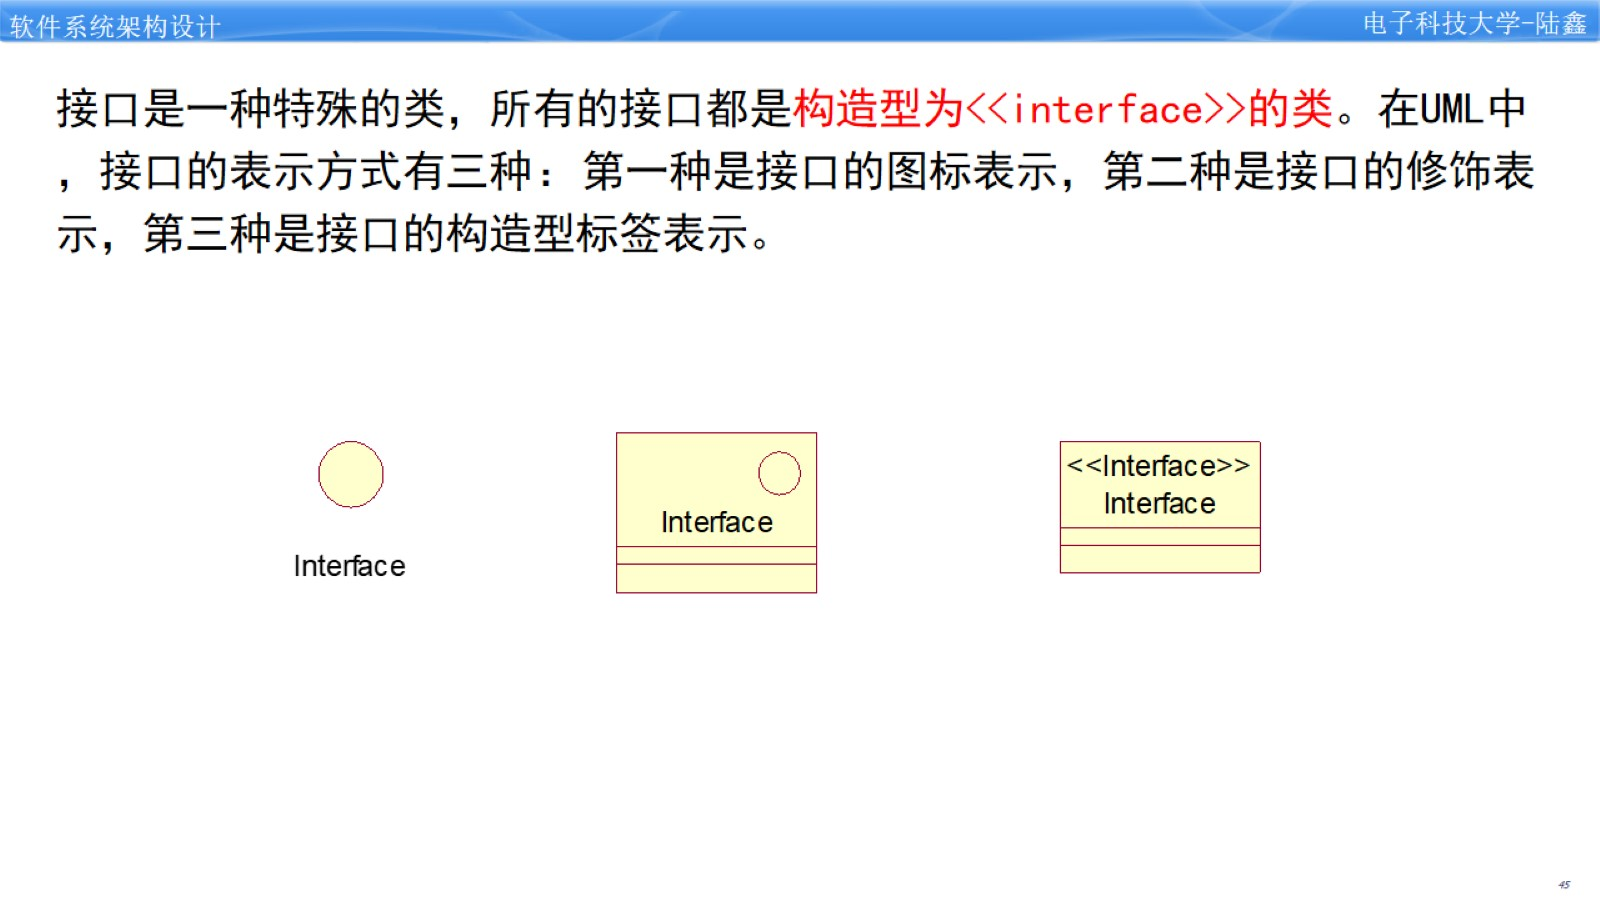 软件系统架构设计
电子科技大学-陆鑫
接口是一种特殊的类，所有的接口都是构造型为<<interface>>的类。在UML中
，接口的表示方式有三种：第一种是接口的图标表示，第二种是接口的修饰表
示，第三种是接口的构造型标签表示。
Interface
Interface
<<Interface>>
Interface
45